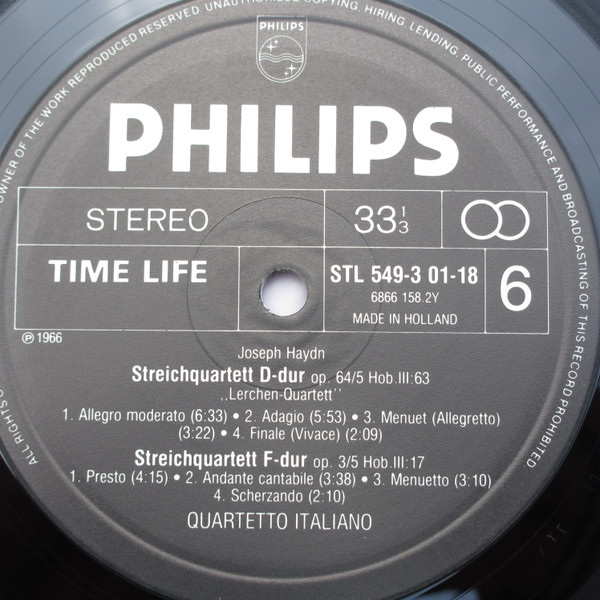 OWNER OF THE WORK REPRODUCED RESERVED UNAUTHORISED COPYING, HIRING, LENDING, PUBLIC PERFORMANCE AND BROADCASTING OF THIS RECORD PROHIBITED
ALL RIGHTS O
PHILIPS
PHILIPS
STEREO
33 1/3
TIME LIFE
STL 549-3 01-18
6866 158.2Y
MADE IN HOLLAND
6
℗ 1966
Joseph Haydn
Streichquartett D-dur op. 64/5 Hob.III:63
,,Lerchen-Quartett''
1. Allegro moderato (6:33) • 2. Adagio (5:53) • 3. Menuet (Allegretto)
(3:22) • 4. Finale (Vivace) (2:09)
Streichquartett F-dur op. 3/5 Hob.III:17
1. Presto (4:15) • 2. Andante cantabile (3:38) • 3. Menuetto (3:10)
4. Scherzando (2:10)
QUARTETTO ITALIANO